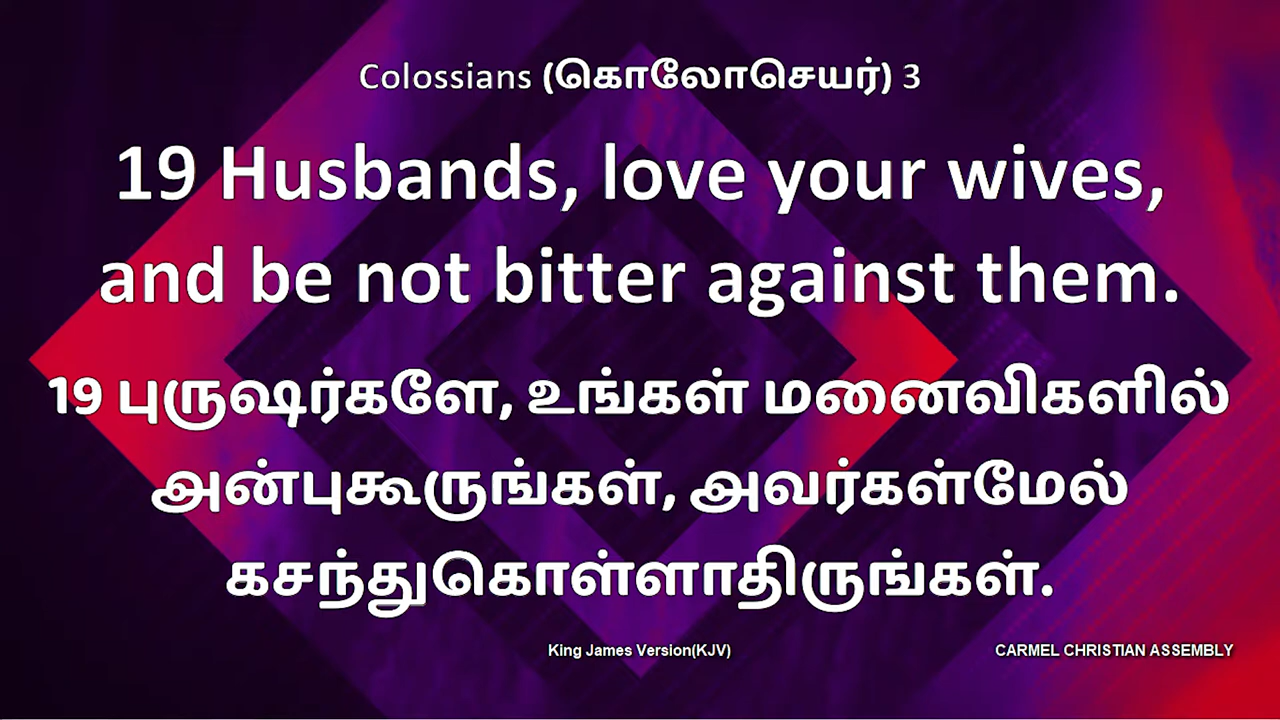 Colossians (கொலோசெயர்) 3
19 Husbands, love your wives,
and be not bitter against them.
19 புருஷர்களே, உங்கள் மனைவிகளில்
அன்புகூருங்கள், அவர்கள்மேல்
கசந்துகொள்ளாதிருங்கள்.
King James Version(KJV)
CARMEL CHRISTIAN ASSEMBLY